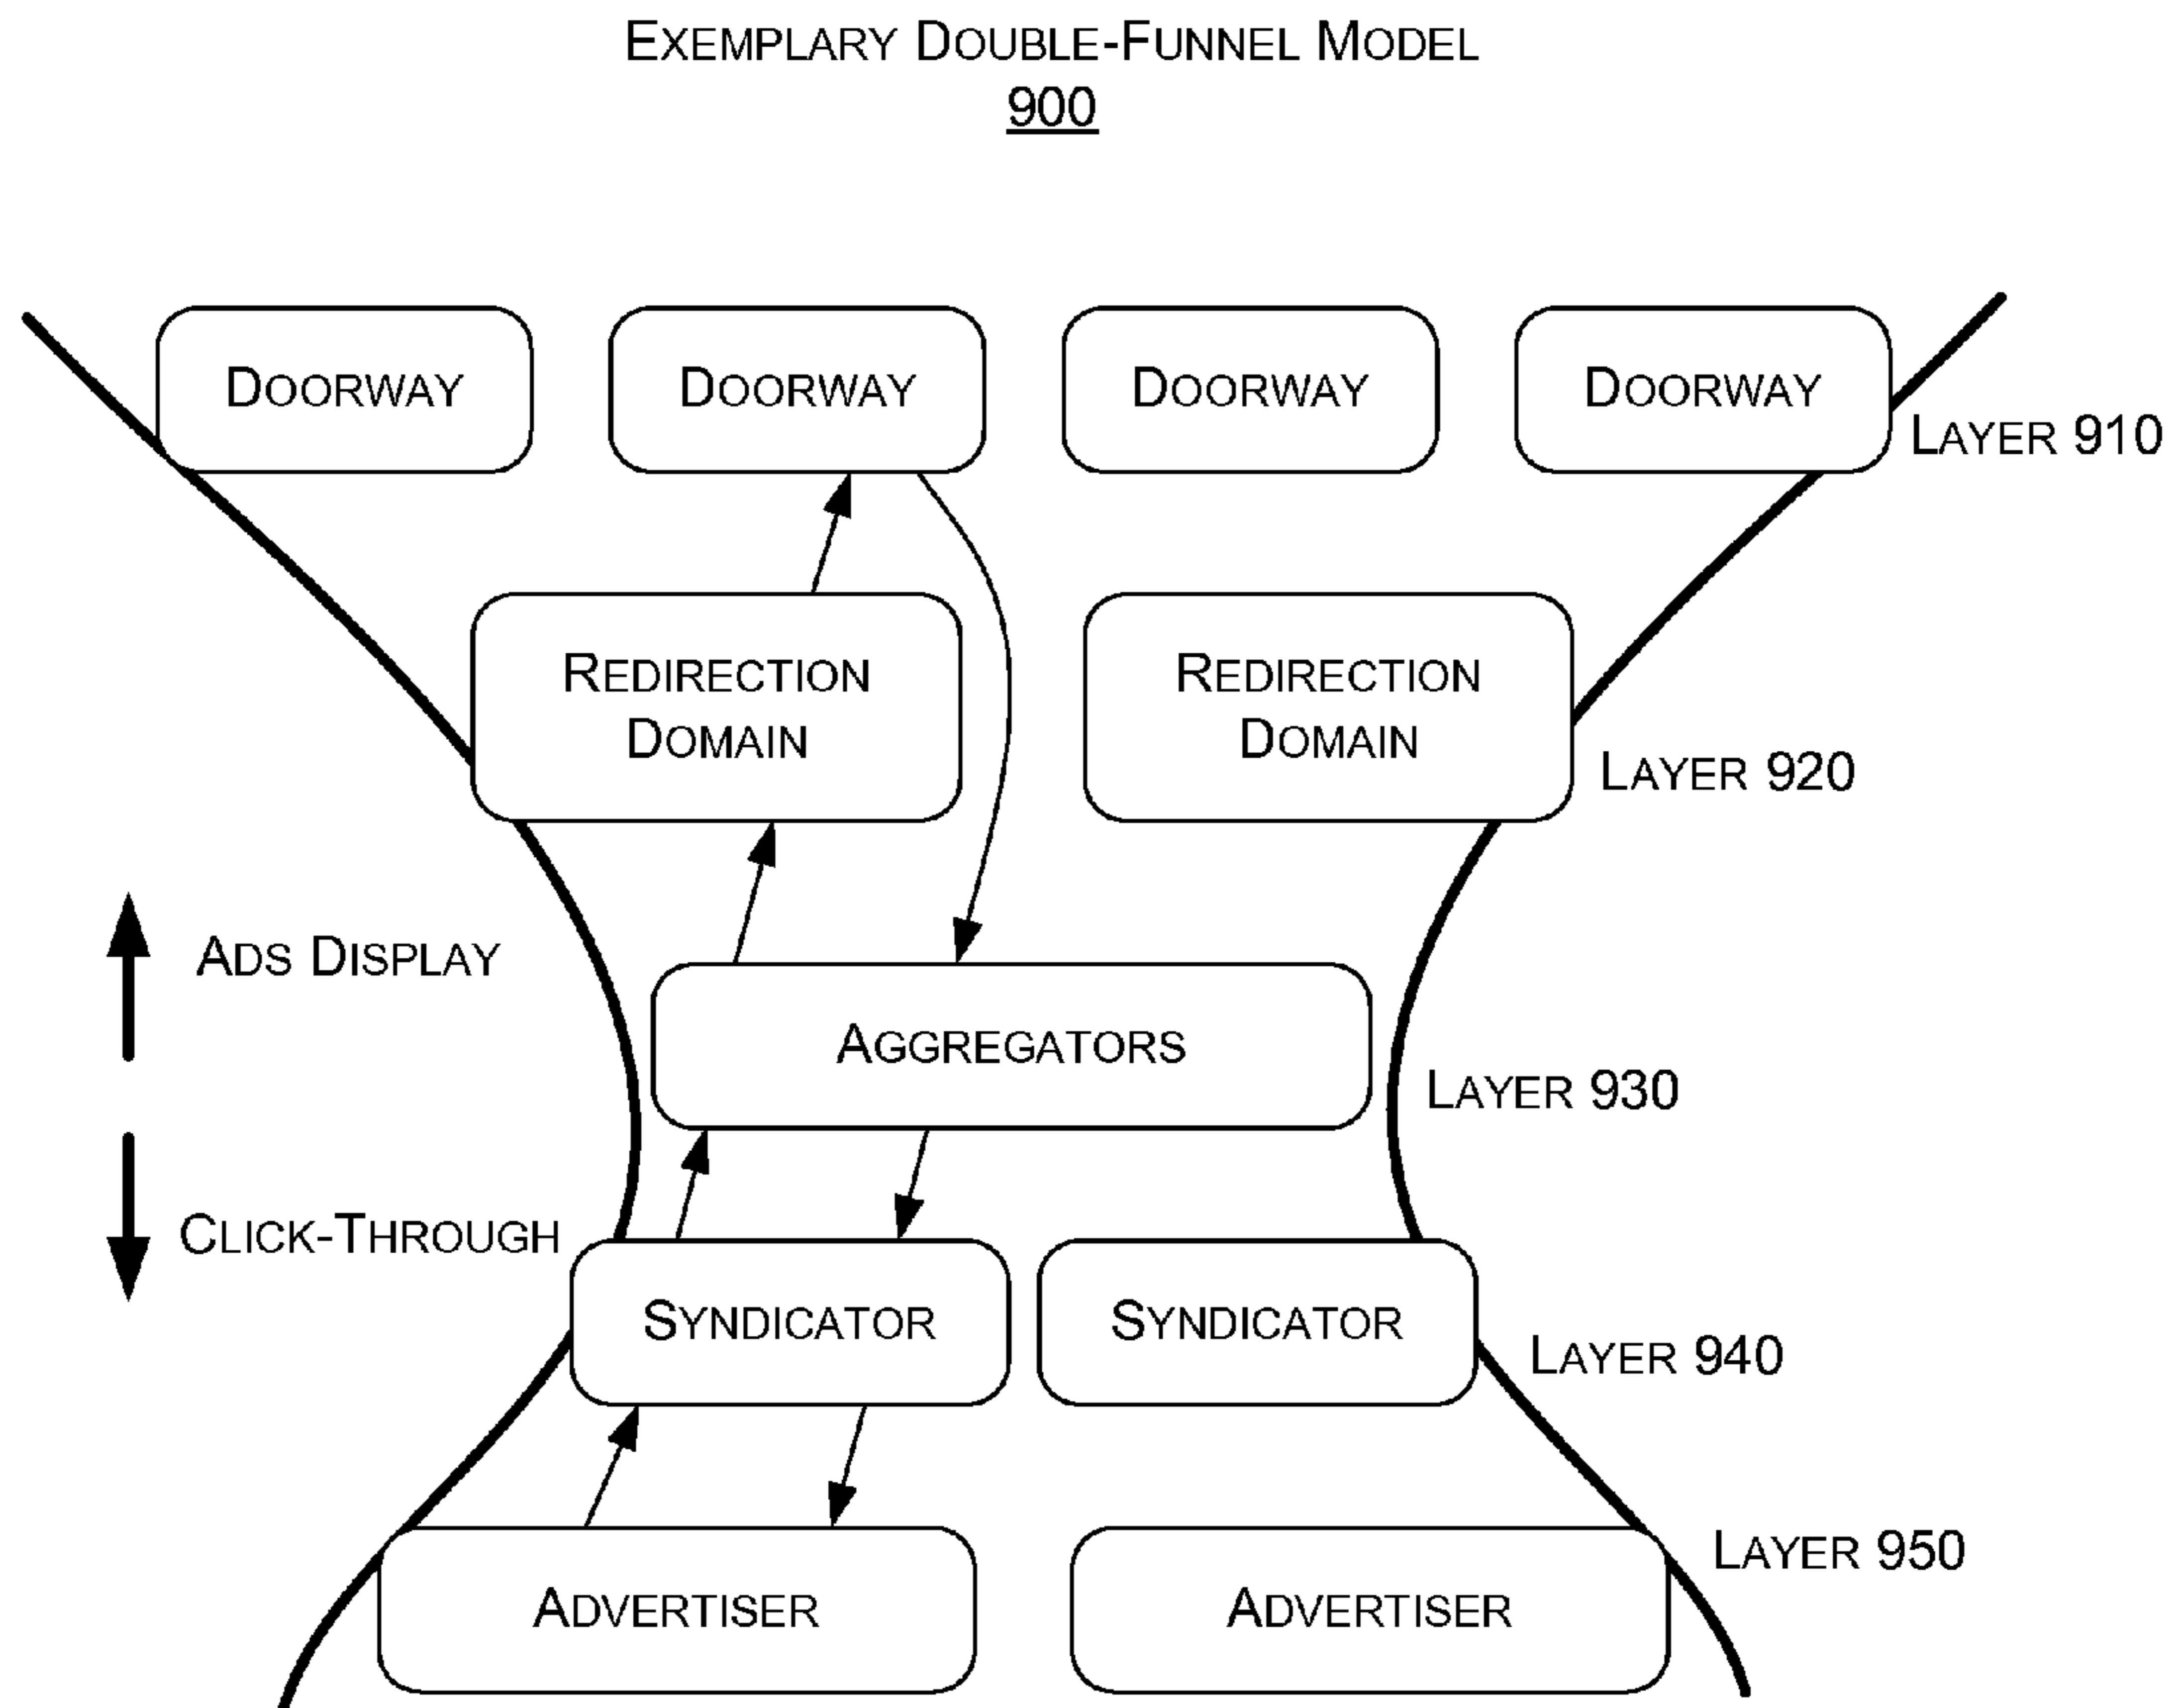 EXEMPLARY DOUBLE-FUNNEL MODEL
900
DOORWAY
DOORWAY
DOORWAY
DOORWAY
LAYER 910
REDIRECTION
DOMAIN
REDIRECTION
DOMAIN
LAYER 920
ADS DISPLAY
AGGREGATORS
LAYER 930
CLICK-THROUGH
SYNDICATOR
SYNDICATOR
LAYER 940
ADVERTISER
ADVERTISER
LAYER 950